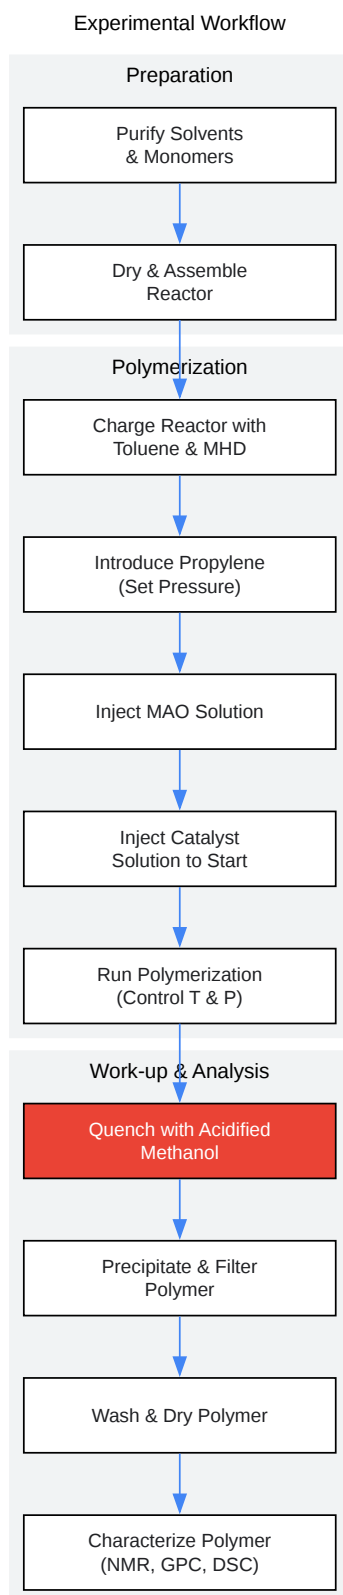 Experimental Workflow
Preparation
Purify Solvents
& Monomers
Dry & Assemble
Reactor
Polymerization
Charge Reactor with
Toluene & MHD
Introduce Propylene
(Set Pressure)
Inject MAO Solution
Inject Catalyst
Solution to Start
Run Polymerization
(Control T & P)
Work-up & Analysis
Quench with Acidified
Methanol
Precipitate & Filter
Polymer
Wash & Dry Polymer
Characterize Polymer
(NMR, GPC, DSC)